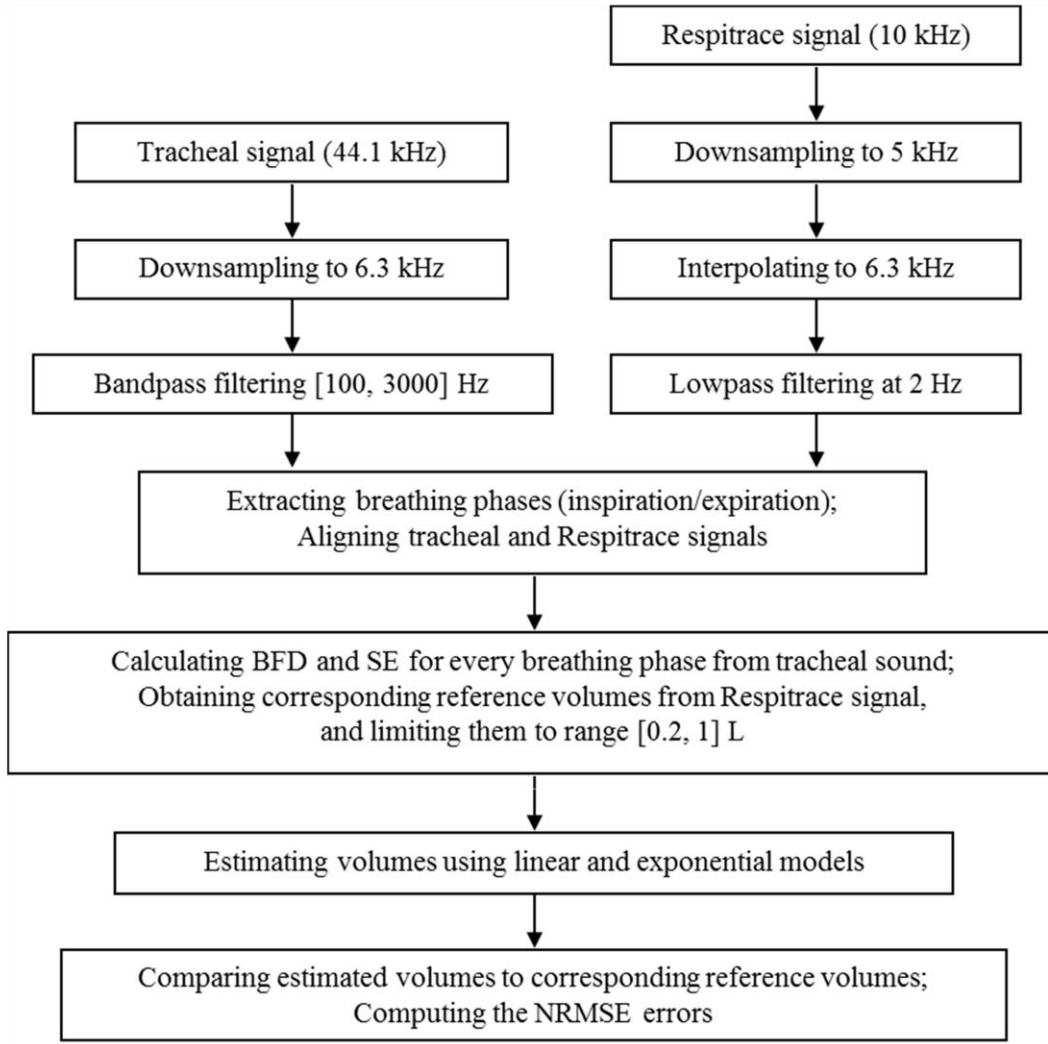 Respitrace signal (10 kHz)
Tracheal signal (44.1 kHz)
Downsampling to 5 kHz
Downsampling to 6.3 kHz
Interpolating to 6.3 kHz
Bandpass filtering [100, 3000] Hz
Lowpass filtering at 2 Hz
Extracting breathing phases (inspiration/expiration);
Aligning tracheal and Respitrace signals
Calculating BFD and SE for every breathing phase from tracheal sound;
Obtaining corresponding reference volumes from Respitrace signal,
and limiting them to range [0.2, 1] L
Estimating volumes using linear and exponential models
Comparing estimated volumes to corresponding reference volumes;
Computing the NRMSE errors